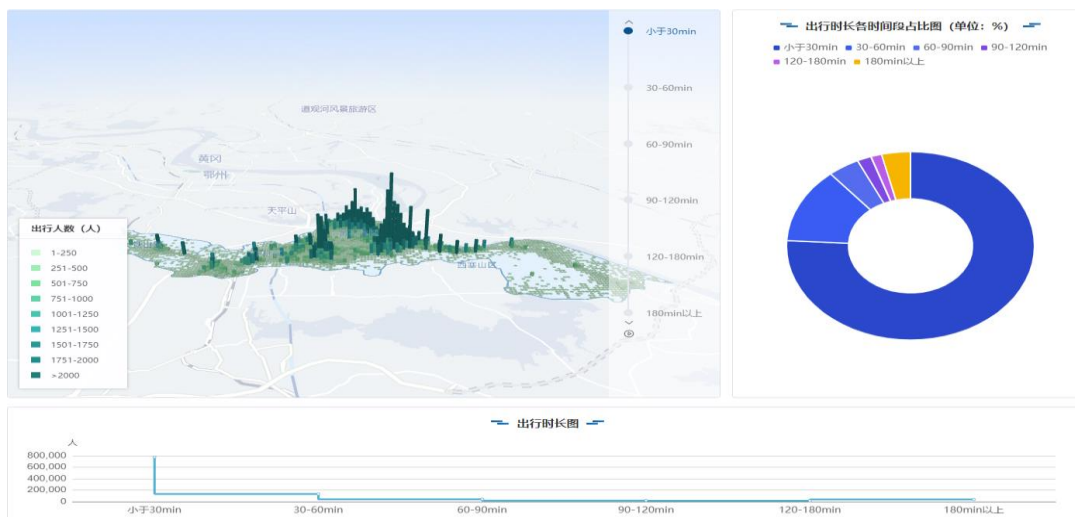 小于30min
30-60min
60-90min
90-120min
120-180min
180min以上
道观河风景旅游区
黄冈
鄂州
天平山
西塞山区
出行人数（人）
1-250
251-500
501-750
751-1000
1001-1250
1251-1500
1501-1750
1751-2000
>2000
出行时长各时间段占比图（单位：%）
小于30min 30-60min 60-90min 90-120min
120-180min 180min以上
出行时长图
人
800,000
600,000
400,000
200,000
0
小于30min 30-60min 60-90min 90-120min 120-180min 180min以上